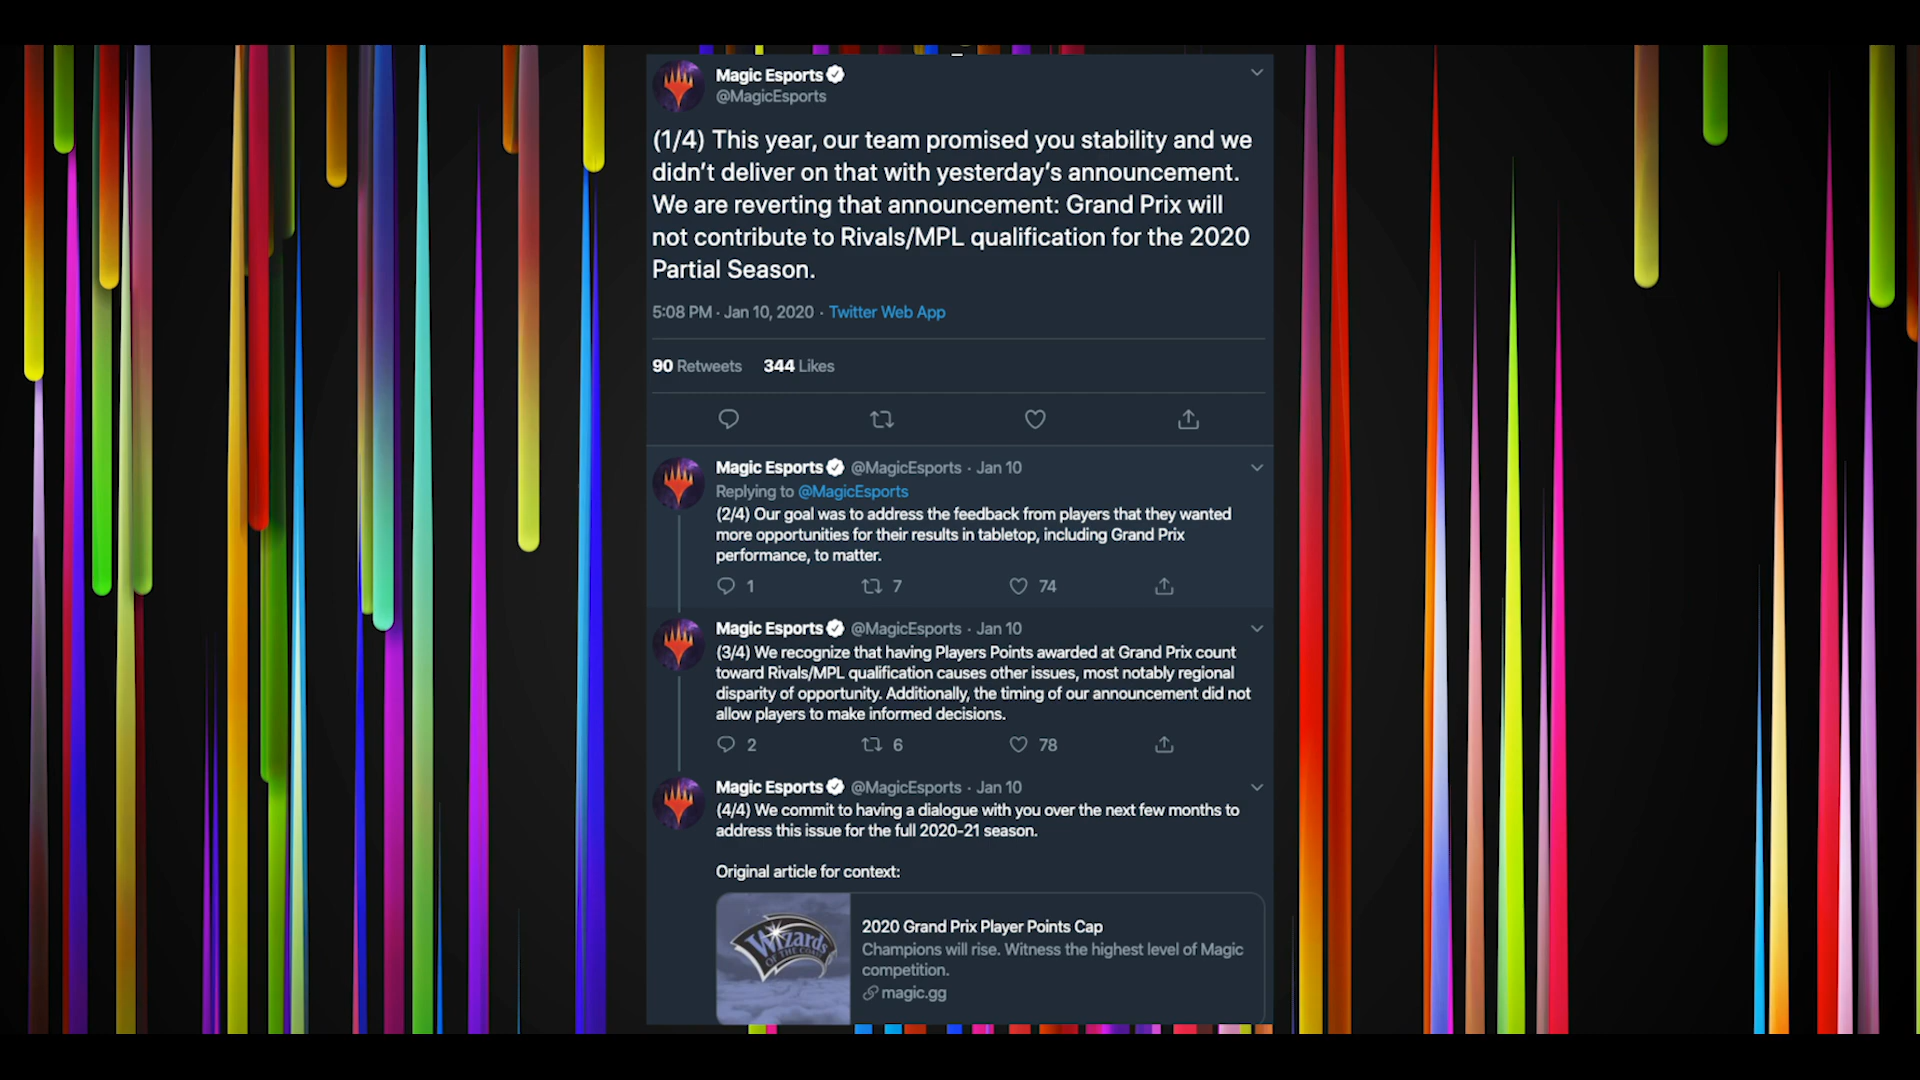 Magic Esports
@MagicEsports
(1/4) This year, our team promised you stability and we
didn’t deliver on that with yesterday’s announcement.
We are reverting that announcement: Grand Prix will
not contribute to Rivals/MPL qualification for the 2020
Partial Season.
5:08 PM · Jan 10, 2020 · Twitter Web App
90 Retweets 344 Likes
Magic Esports @MagicEsports · Jan 10
Replying to @MagicEsports
(2/4) Our goal was to address the feedback from players that they wanted
more opportunities for their results in tabletop, including Grand Prix
performance, to matter.
1 7 74
Magic Esports @MagicEsports · Jan 10
(3/4) We recognize that having Players Points awarded at Grand Prix count
toward Rivals/MPL qualification causes other issues, most notably regional
disparity of opportunity. Additionally, the timing of our announcement did not
allow players to make informed decisions.
2 6 78
Magic Esports @MagicEsports · Jan 10
(4/4) We commit to having a dialogue with you over the next few months to
address this issue for the full 2020-21 season.
Original article for context:
Wizards
OF THE COAST
2020 Grand Prix Player Points Cap
Champions will rise. Witness the highest level of Magic
competition.
magic.gg